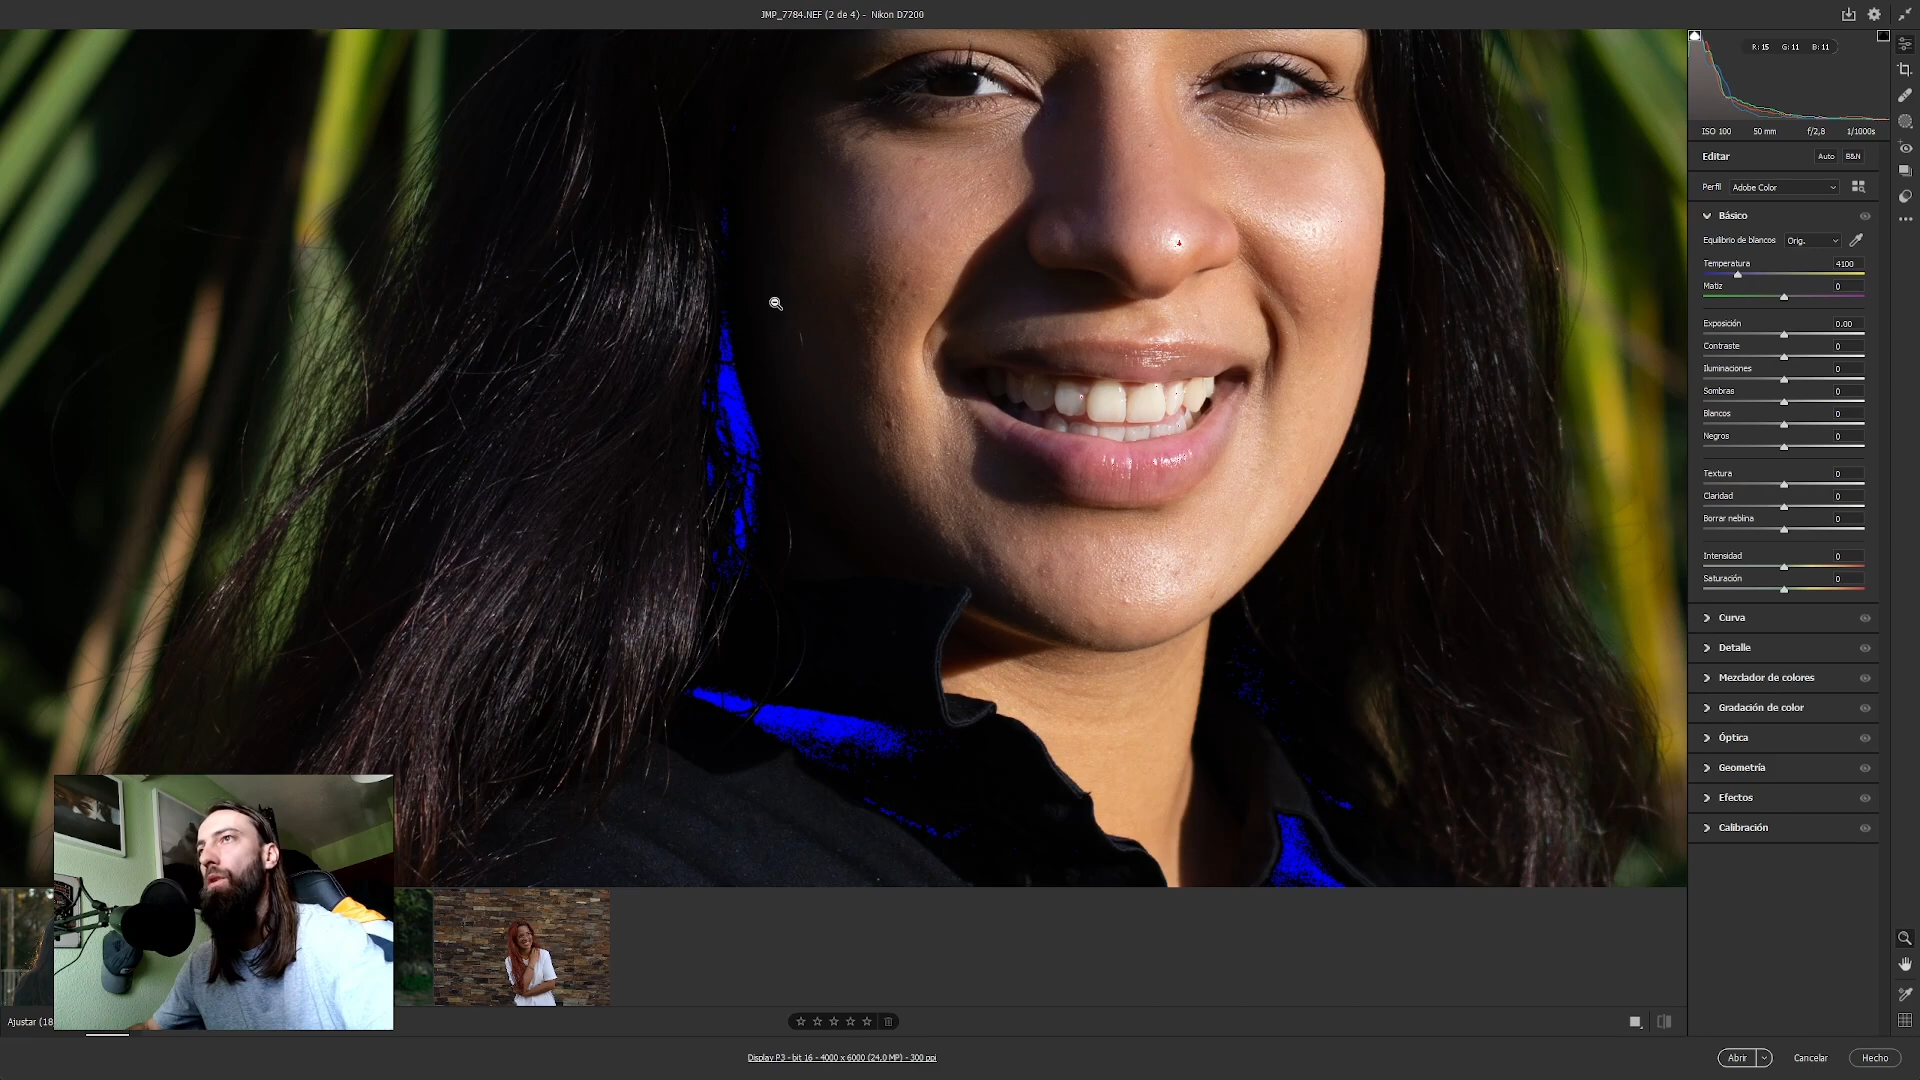 JMP_7784.NEF (2 de 4) - Nikon D7200
R: 15 G: 11 B: 11
ISO 100 50 mm f/2,8 1/1000s
Editar Auto B&N
Perfil Adobe Color
Básico
Equilibrio de blancos Orig.
Temperatura 4100
Matiz 0
Exposición 0.00
Contraste 0
Iluminaciones 0
Sombras 0
Blancos 0
Negros 0
Textura 0
Claridad 0
Borrar neblina 0
Intensidad 0
Saturación 0
Curva
Detalle
Mezclador de colores
Gradación de color
Óptica
Geometría
Efectos
Calibración
Ajustar (18
Display P3 - bit 16 - 4000 x 6000 (24,0 MP) - 300 ppi
Abrir Cancelar Hecho